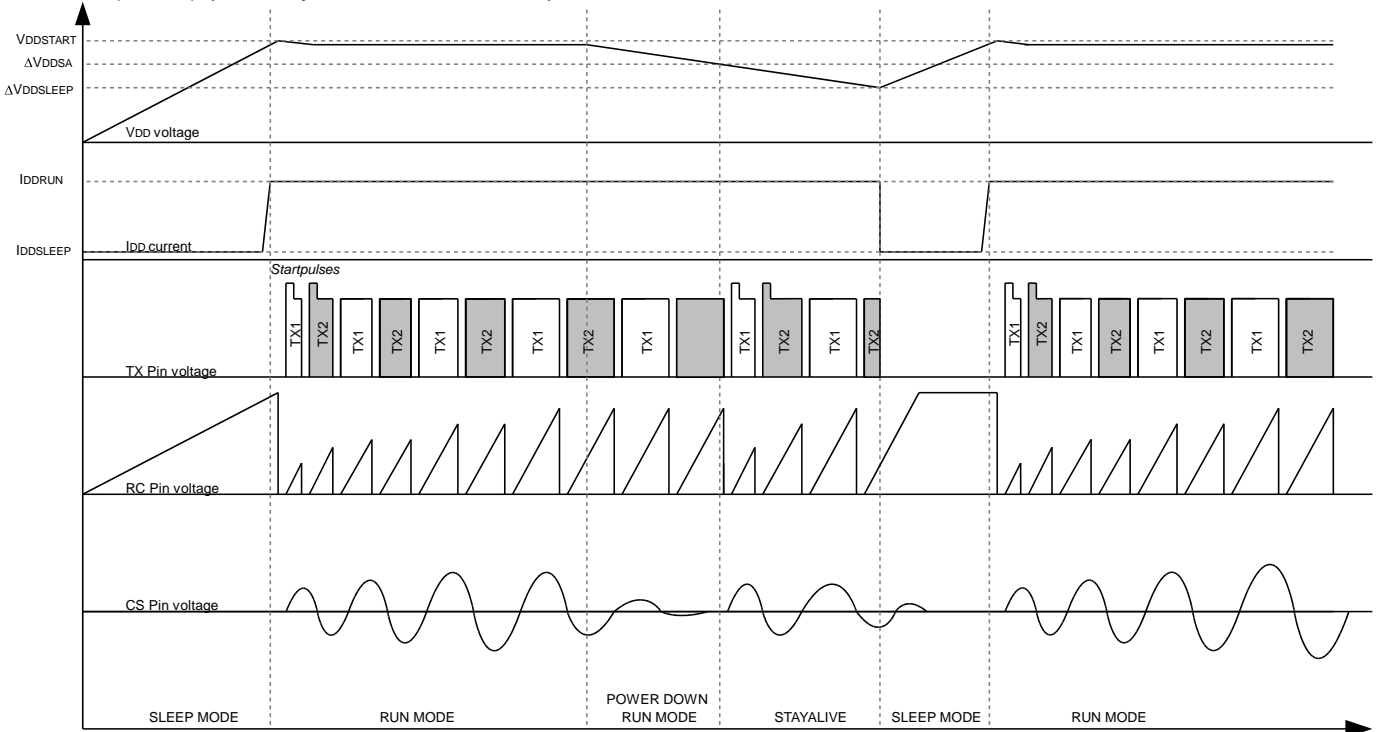 VDDSTART
ΔVDDSA
ΔVDDSLEEP
VDD voltage
IDDRUN
IDDSLEEP
IDD current
Startpulses
TX1
TX2
TX1
TX2
TX1
TX2
TX1
TX2
TX1
TX1
TX2
TX1
TX2
TX1
TX2
TX1
TX2
TX1
TX2
TX1
TX2
TX Pin voltage
RC Pin voltage
CS Pin voltage
SLEEP MODE
RUN MODE
POWER DOWN
RUN MODE
STAYALIVE
SLEEP MODE
RUN MODE